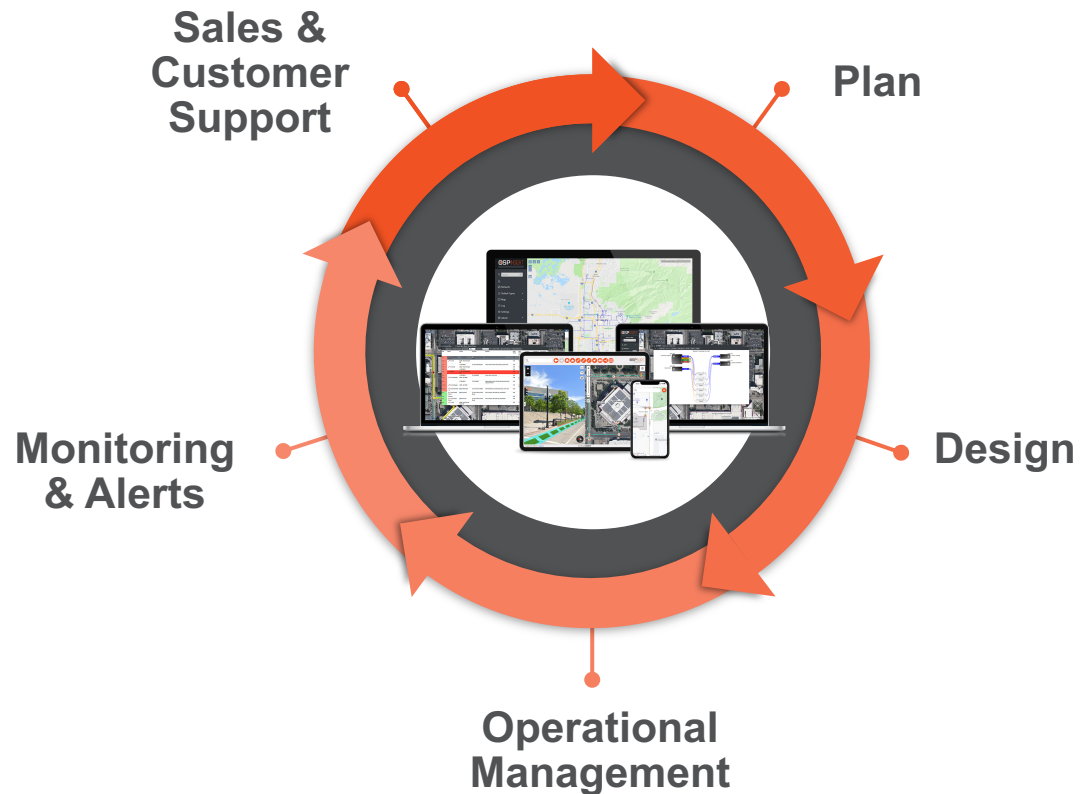 Sales &
Customer
Support
Plan
Design
Operational
Management
Monitoring
& Alerts